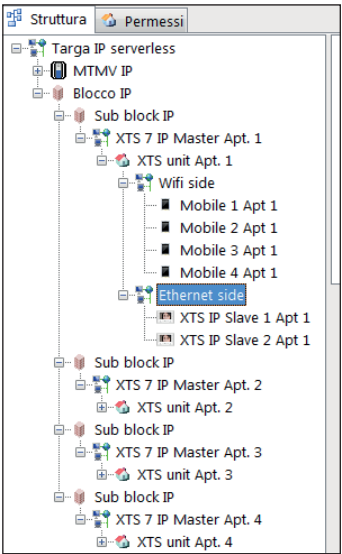 Struttura Permessi
Targa IP serverless
MTMV IP
Blocco IP
Sub block IP
XTS 7 IP Master Apt. 1
XTS unit Apt. 1
Wifi side
Mobile 1 Apt 1
Mobile 2 Apt 1
Mobile 3 Apt 1
Mobile 4 Apt 1
Ethernet side
XTS IP Slave 1 Apt 1
XTS IP Slave 2 Apt 1
Sub block IP
XTS 7 IP Master Apt. 2
XTS unit Apt. 2
Sub block IP
XTS 7 IP Master Apt. 3
XTS unit Apt. 3
Sub block IP
XTS 7 IP Master Apt. 4
XTS unit Apt. 4